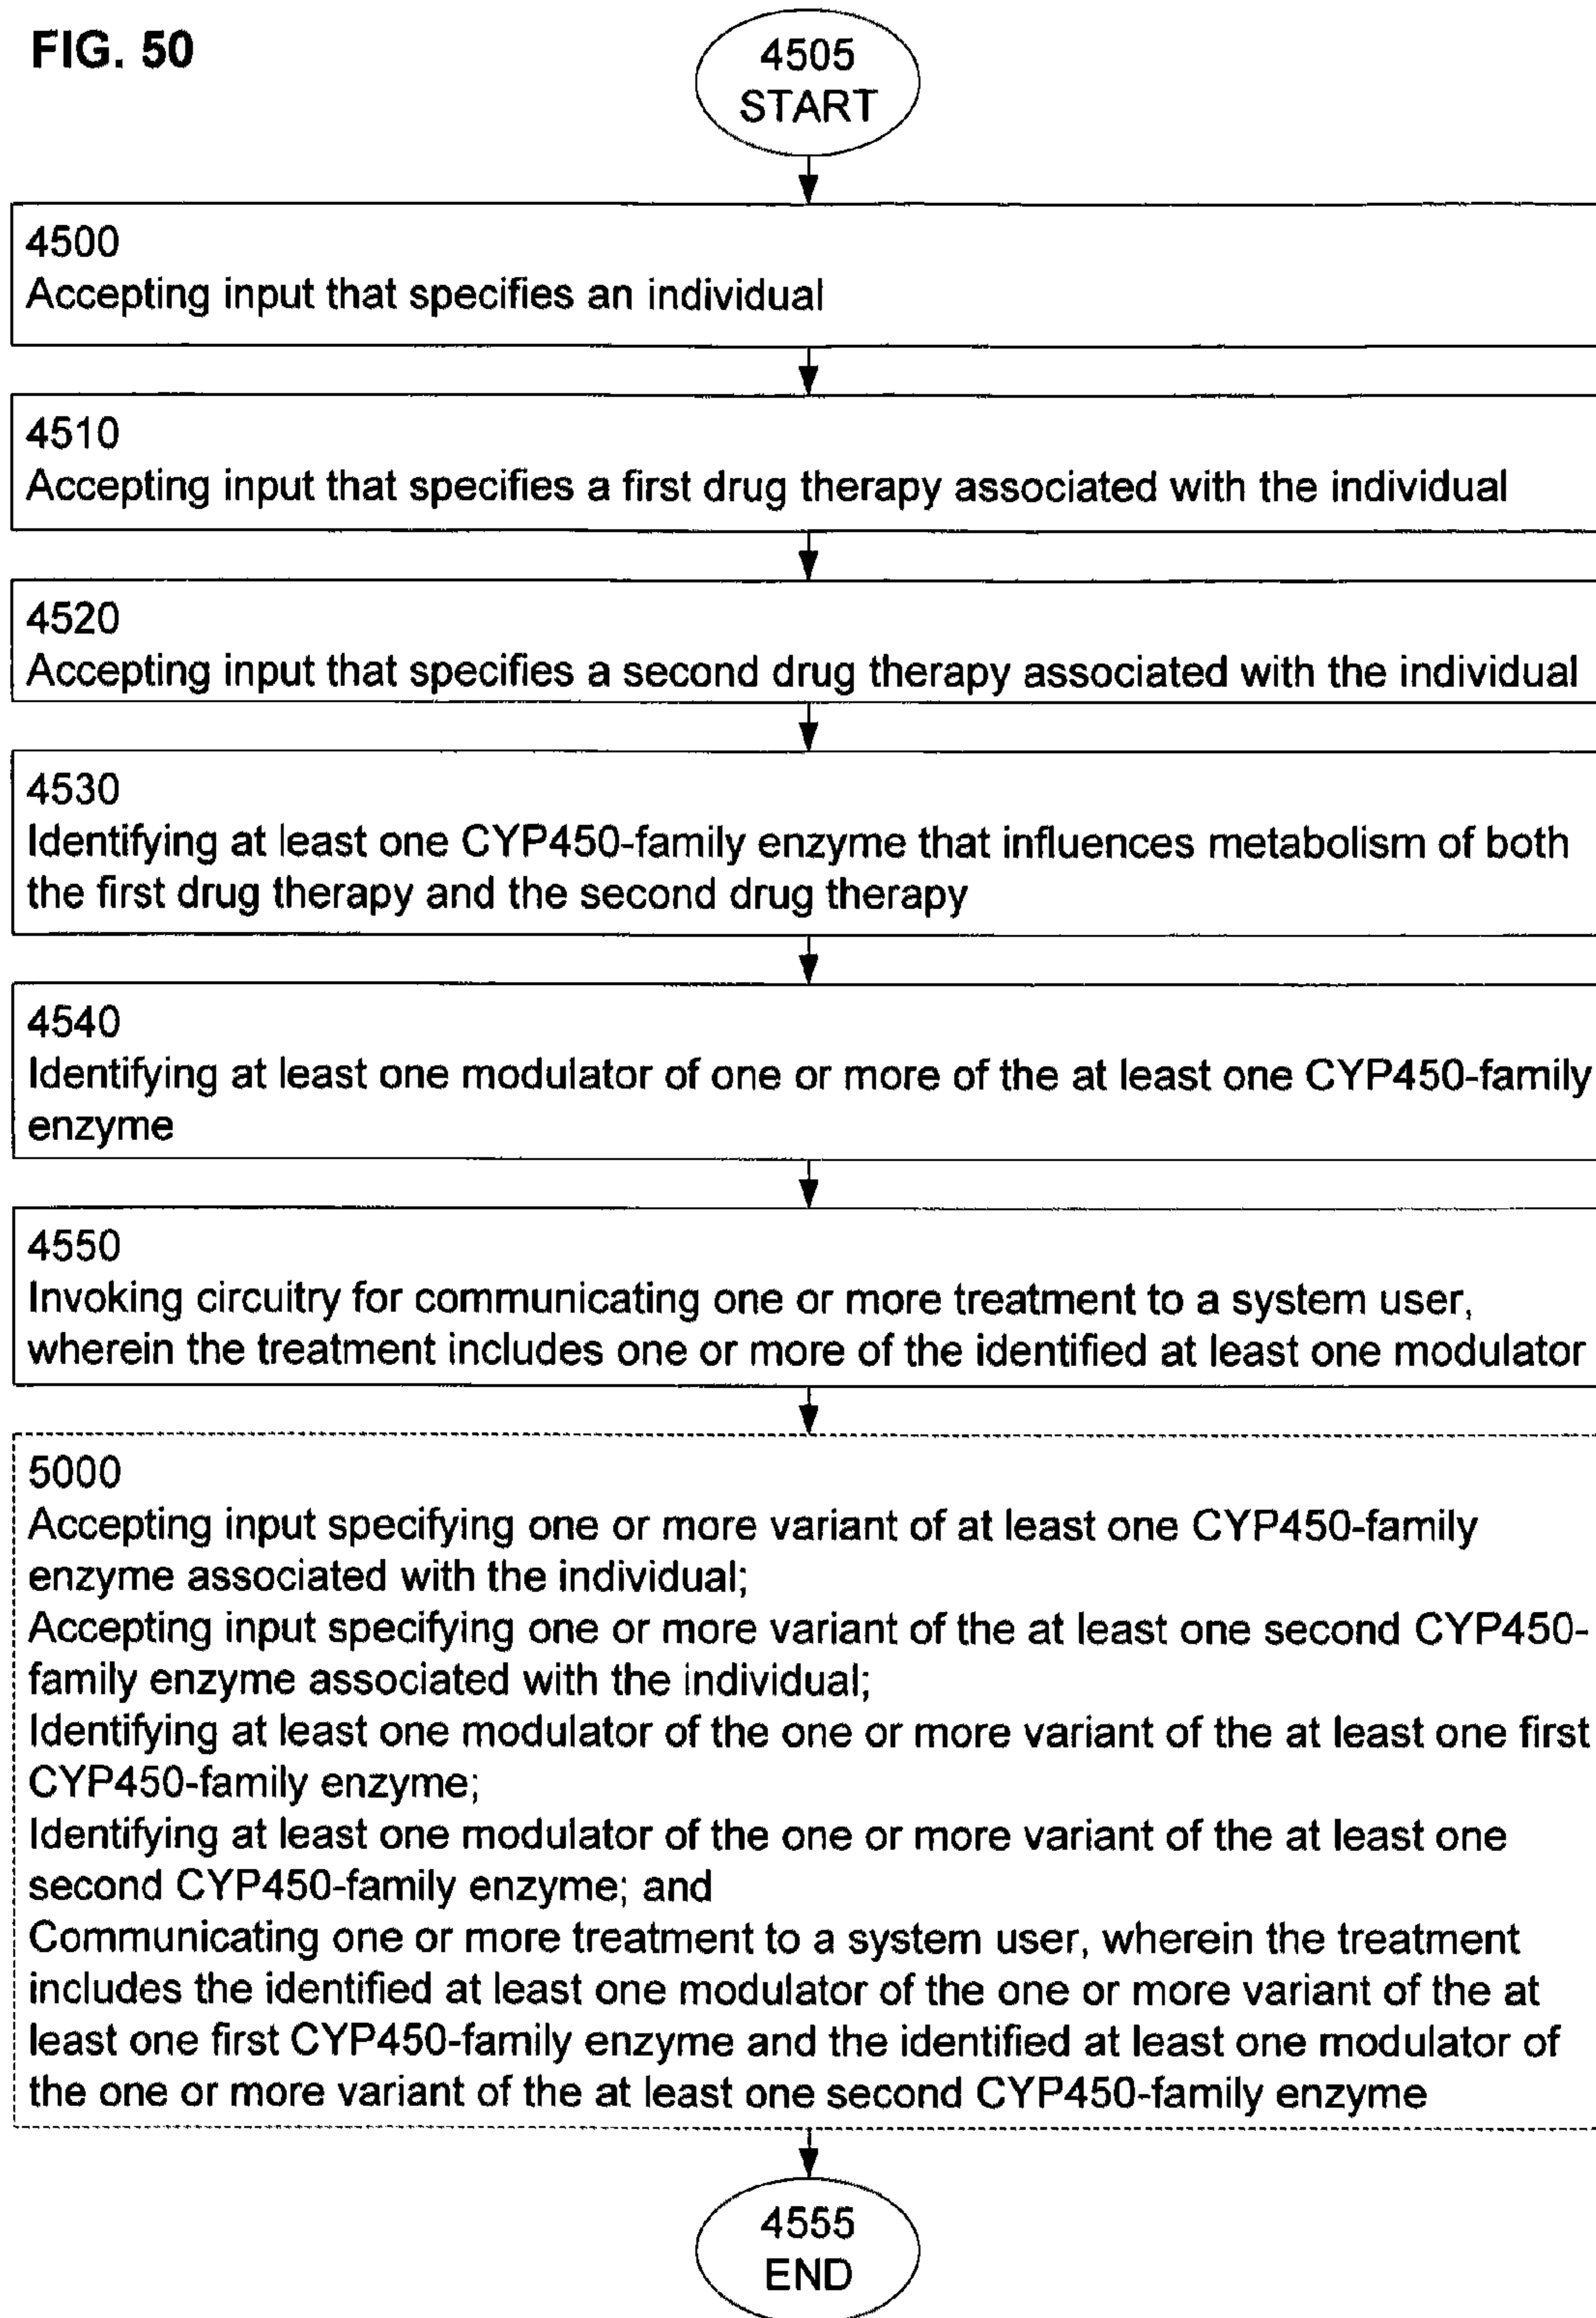 FIG. 50
4505
START
4500
Accepting input that specifies an individual
4510
Accepting input that specifies a first drug therapy associated with the individual
4520
Accepting input that specifies a second drug therapy associated with the individual
4530
Identifying at least one CYP450-family enzyme that influences metabolism of both
the first drug therapy and the second drug therapy
4540
Identifying at least one modulator of one or more of the at least one CYP450-family
enzyme
4550
Invoking circuitry for communicating one or more treatment to a system user,
wherein the treatment includes one or more of the identified at least one modulator
5000
Accepting input specifying one or more variant of at least one CYP450-family
enzyme associated with the individual;
Accepting input specifying one or more variant of the at least one second CYP450-
family enzyme associated with the individual;
Identifying at least one modulator of the one or more variant of the at least one first
CYP450-family enzyme;
Identifying at least one modulator of the one or more variant of the at least one
second CYP450-family enzyme; and
Communicating one or more treatment to a system user, wherein the treatment
includes the identified at least one modulator of the one or more variant of the at
least one first CYP450-family enzyme and the identified at least one modulator of
the one or more variant of the at least one second CYP450-family enzyme
4555
END